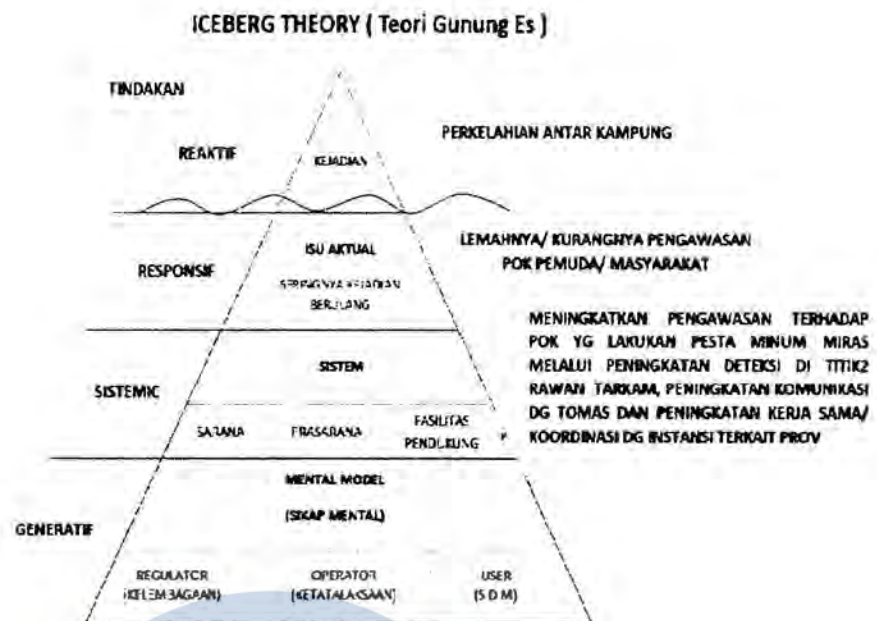 ICEBERG THEORY ( Teori Gunung Es )
TINDAKAN
REAKTIF
KEJADIAN
PERKELAHIAN ANTAR KAMPUNG
RESPONSIF
ISU AKTUAL
SERINGNYA KEJADIAN
BERULANG
LEMAHNYA/ KURANGNYA PENGAWASAN
POK PEMUDA/ MASYARAKAT
SISTEMIC
SISTEM
SARANA
PRASARANA
FASILITAS
PENDUKUNG
MENINGKATKAN PENGAWASAN TERHADAP
POK YG LAKUKAN PESTA MINUM MIRAS
MELALUI PENINGKATAN DETEKSI DI TITIK2
RAWAN TARKAM, PENINGKATAN KOMUNIKASI
DG TOMAS DAN PENINGKATAN KERJA SAMA/
KOORDINASI DG INSTANSI TERKAIT PROV
GENERATIF
MENTAL MODEL
(SIKAP MENTAL)
REGULATOR
(KELEMBAGAAN)
OPERATOR
(KETATALAKSAAN)
USER
(S D M)